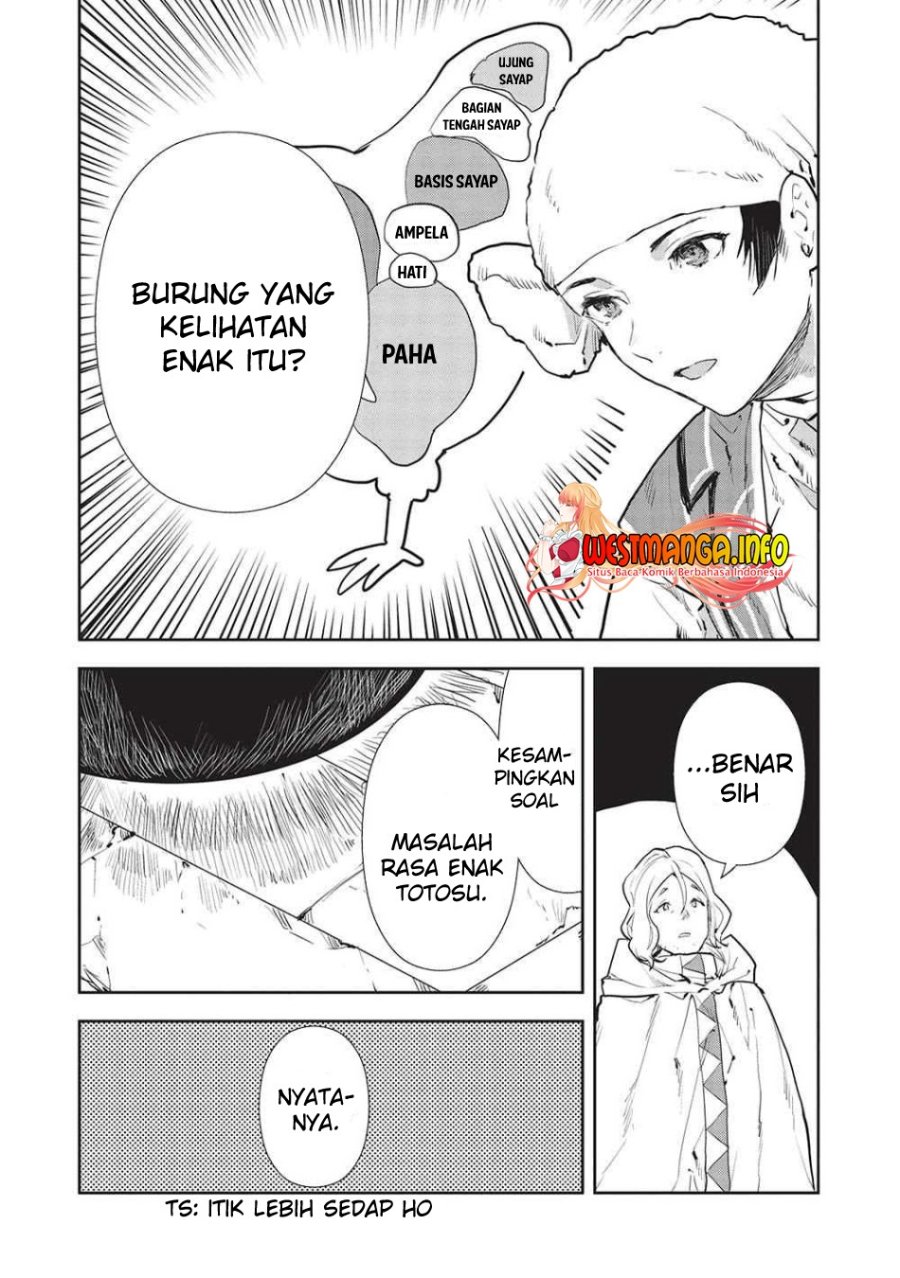 UJUNG
SAYAP
BAGIAN
TENGAH SAYAP
BASIS SAYAP
AMPELA
HATI
PAHA
BURUNG YANG
KELIHATAN
ENAK ITU?
WESTMANGA.INFO
Situs Baca Komik Berbahasa Indonesia
...BENAR
SIH
KESAM-
PINGKAN
SOAL
MASALAH
RASA ENAK
TOTOSU.
NYATA-
NYA.
TS: ITIK LEBIH SEDAP HO